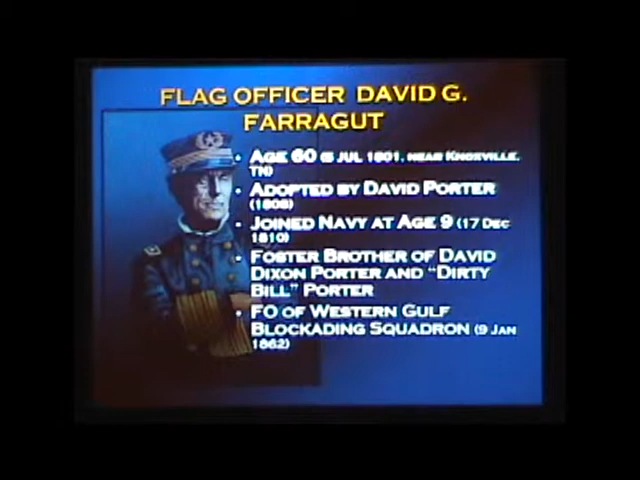 FLAG OFFICER DAVID G.
FARRAGUT
• AGE 60 (5 JUL 1801, NEAR KNOXVILLE,
TN)
• ADOPTED BY DAVID PORTER
(1808)
• JOINED NAVY AT AGE 9 (17 DEC
1810)
• FOSTER BROTHER OF DAVID
DIXON PORTER AND “DIRTY
BILL” PORTER
• FO OF WESTERN GULF
BLOCKADING SQUADRON (9 JAN
1862)